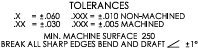 TOLERANCES
.X = ±.060 .XXX = ±.010 NON-MACHINED
.XX = ±.030 .XXX = ±.005 MACHINED
MIN. MACHINE SURFACE 250
BREAK ALL SHARP EDGES BEND AND DRAFT ∠ ±1°